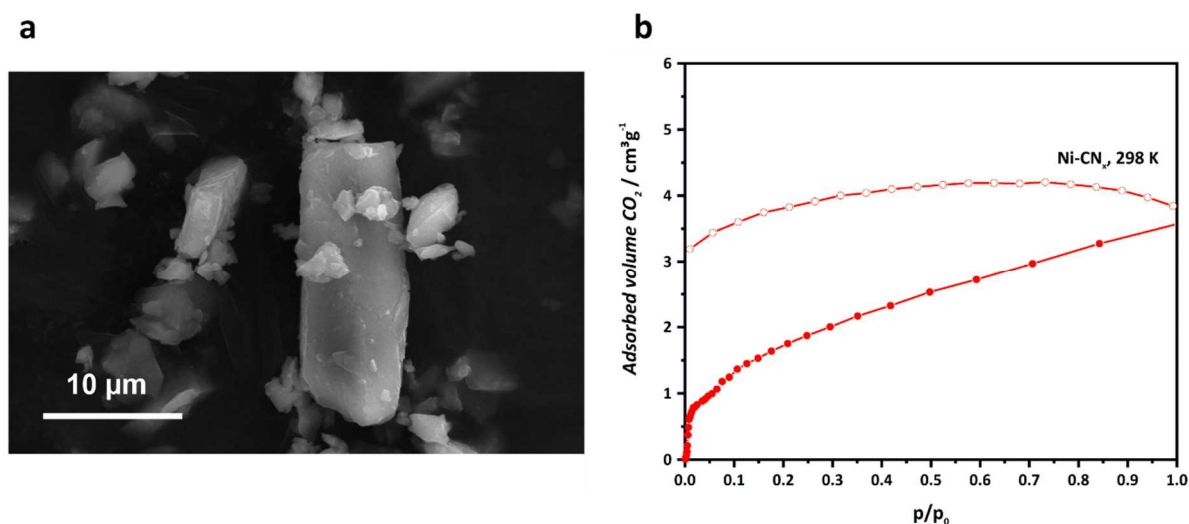 a
10 µm
b
Adsorbed volume CO₂ / cm³g⁻¹
6
5
4
3
2
1
0
Ni-CNₓ, 298 K
0.0 0.1 0.2 0.3 0.4 0.5 0.6 0.7 0.8 0.9 1.0
p/p₀